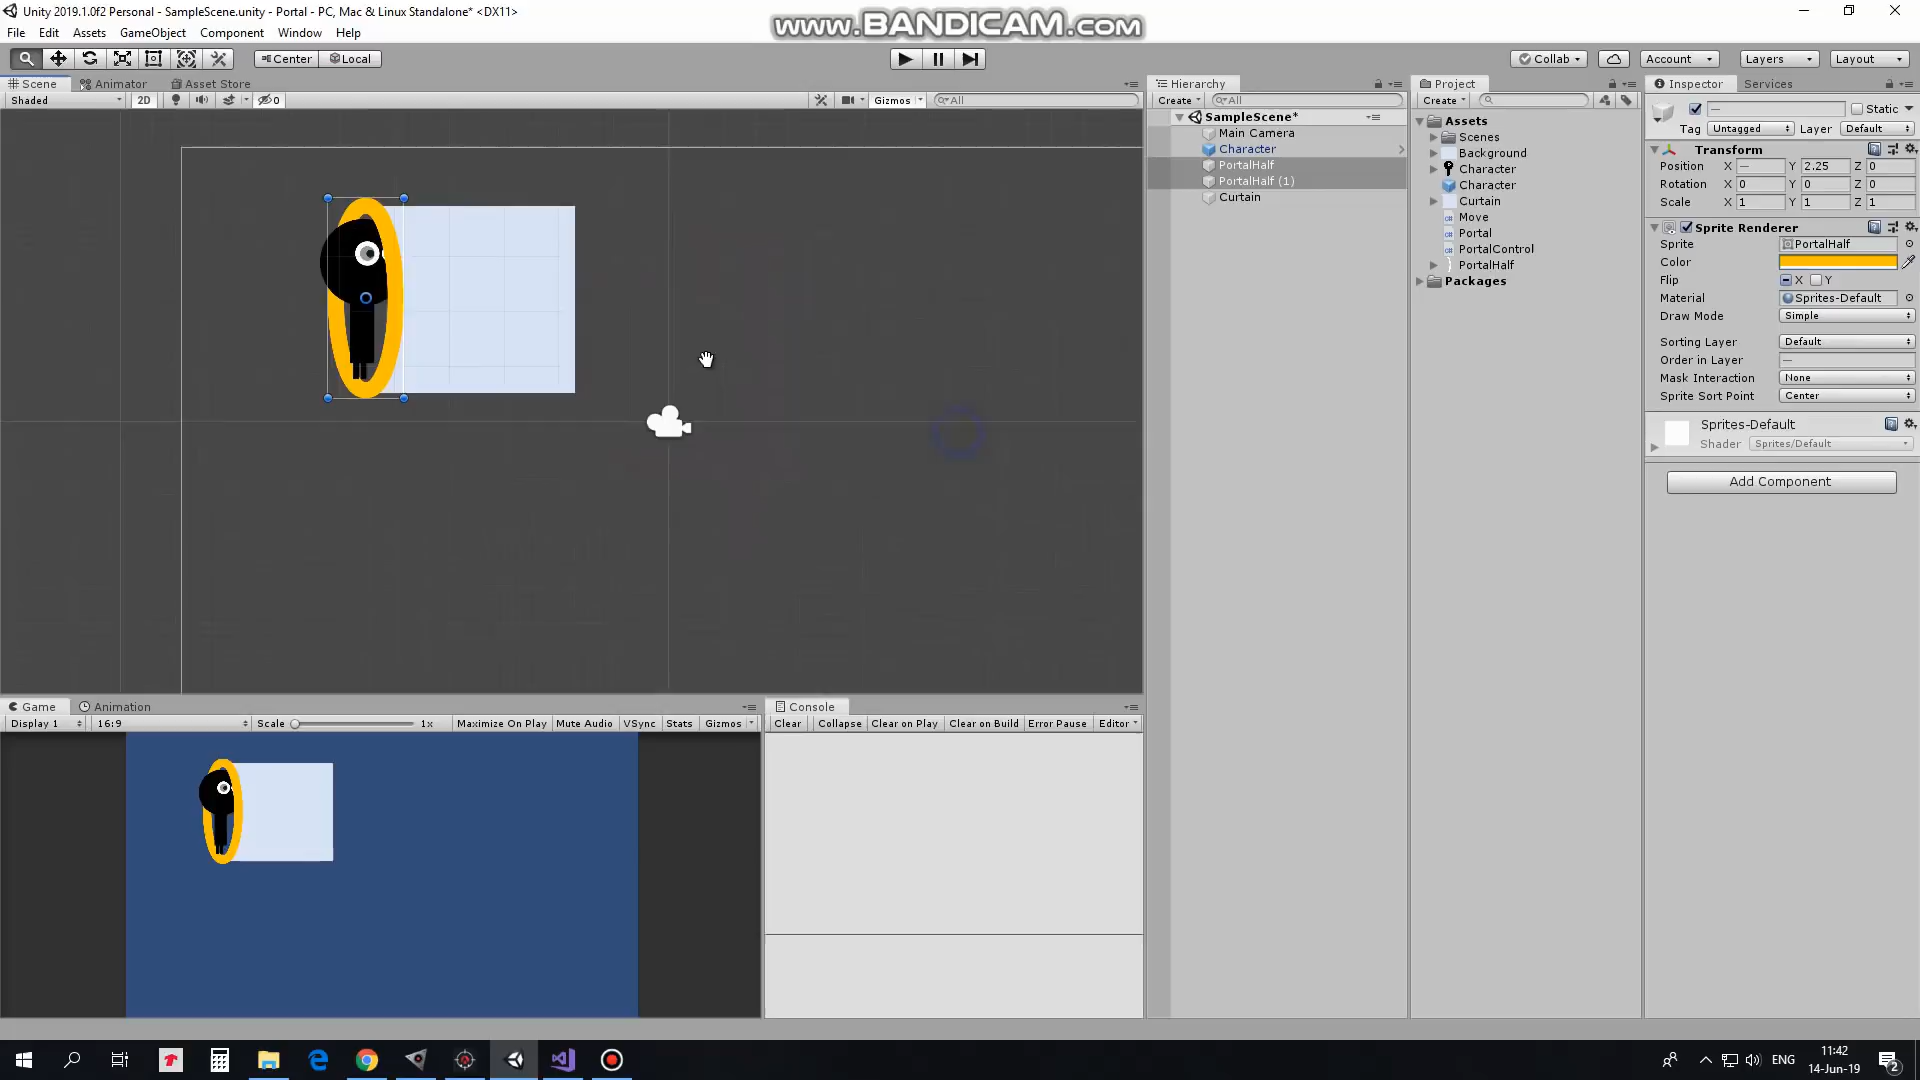 Unity 2019.1.0f2 Personal - SampleScene.unity - Portal - PC, Mac & Linux Standalone* <DX11>
www.BANDICAM.com
File Edit Assets GameObject Component Window Help
Center Local
Collab Account Layers Layout
Scene Animator Asset Store
Shaded 2D 0 Gizmos All
Hierarchy
Create All
SampleScene*
Main Camera
Character
PortalHalf
PortalHalf (1)
Curtain
Project
Create
Assets
Scenes
Background
Character
Character
Curtain
Move
Portal
PortalControl
PortalHalf
Packages
Inspector Services
— Static
Tag Untagged Layer Default
Transform
Position X — Y 2.25 Z 0
Rotation X 0 Y 0 Z 0
Scale X 1 Y 1 Z 1
Sprite Renderer
Sprite PortalHalf
Color
Flip X Y
Material Sprites-Default
Draw Mode Simple
Sorting Layer Default
Order in Layer —
Mask Interaction None
Sprite Sort Point Center
Sprites-Default
Shader Sprites/Default
Add Component
Game Animation
Display 1 16:9 Scale 1x Maximize On Play Mute Audio VSync Stats Gizmos
Console
Clear Collapse Clear on Play Clear on Build Error Pause Editor
ENG
11:42
14-Jun-19
2